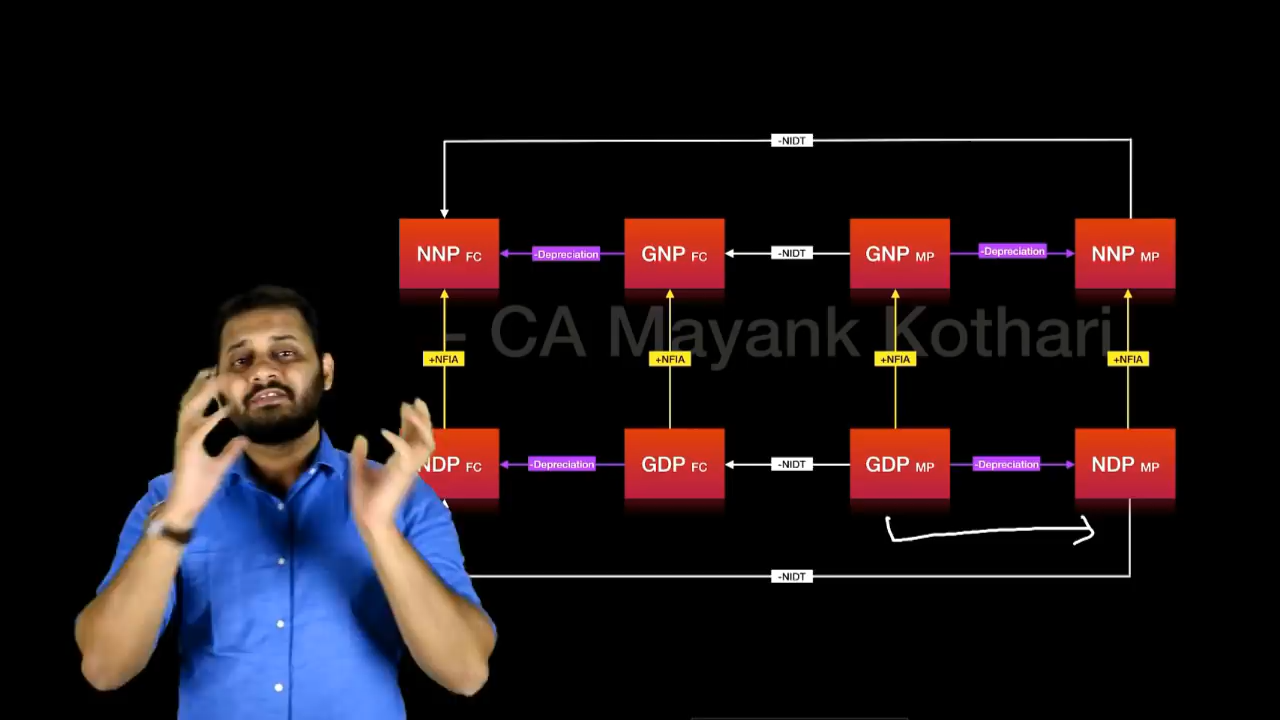 -NIDT
NNP FC -Depreciation GNP FC -NIDT GNP MP -Depreciation NNP MP
- CA Mayank Kothari
+NFIA +NFIA +NFIA +NFIA
NDP FC -Depreciation GDP FC -NIDT GDP MP -Depreciation NDP MP
-NIDT